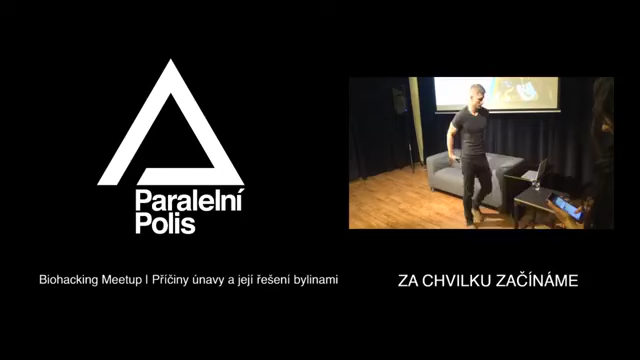 Paralelní
Polis
Biohacking Meetup | Příčiny únavy a její řešení bylinami
ZA CHVILKU ZAČÍNÁME